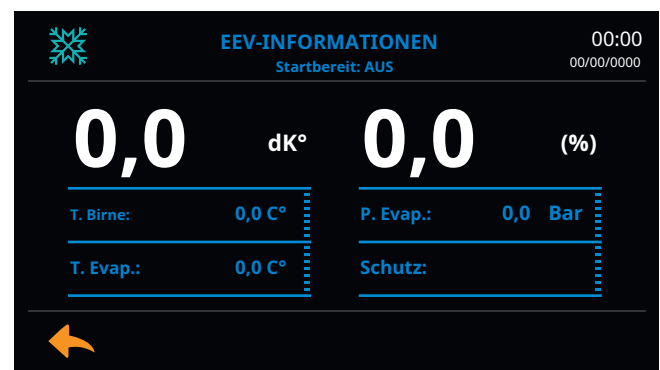 EEV-INFORMATIONEN
00:00
Startbereit: AUS
00/00/0000
0,0 dK° 0,0 (%)
T. Birne: 0,0 C° P. Evap.: 0,0 Bar
T. Evap.: 0,0 C° Schutz: